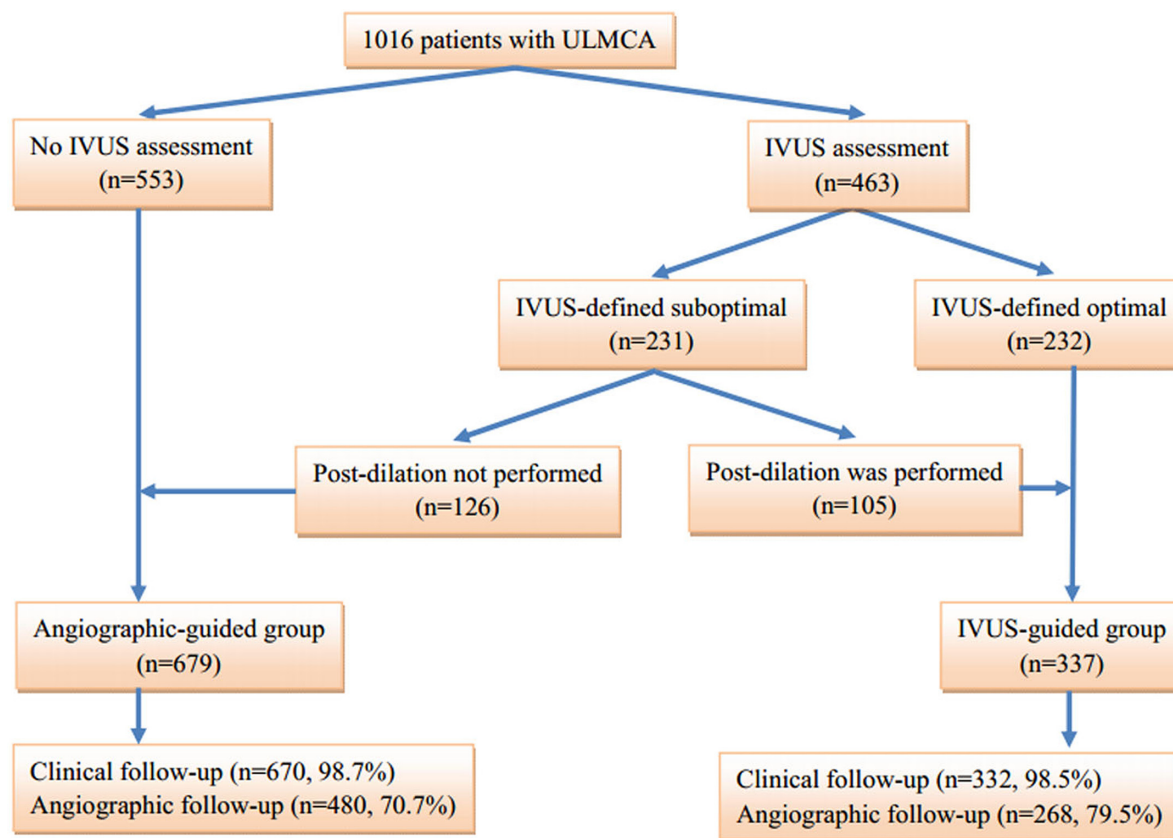 1016 patients with ULMCA
No IVUS assessment
(n=553)
IVUS assessment
(n=463)
IVUS-defined suboptimal
(n=231)
IVUS-defined optimal
(n=232)
Post-dilation not performed
(n=126)
Post-dilation was performed
(n=105)
Angiographic-guided group
(n=679)
IVUS-guided group
(n=337)
Clinical follow-up (n=670, 98.7%)
Angiographic follow-up (n=480, 70.7%)
Clinical follow-up (n=332, 98.5%)
Angiographic follow-up (n=268, 79.5%)